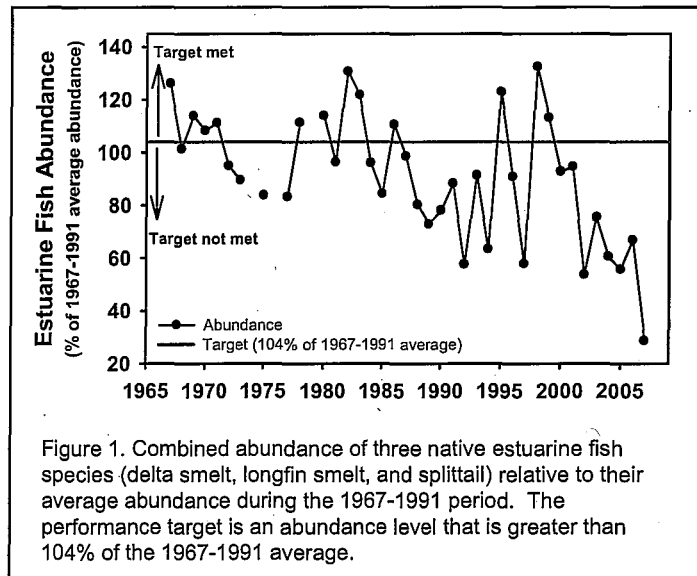 Estuarine Fish Abundance
(% of 1967-1991 average abundance)
140
120
100
80
60
40
20
Target met
Target not met
Abundance
Target (104% of 1967-1991 average)
1965 1970 1975 1980 1985 1990 1995 2000 2005
Figure 1. Combined abundance of three native estuarine fish
species (delta smelt, longfin smelt, and splittail) relative to their
average abundance during the 1967-1991 period. The
performance target is an abundance level that is greater than
104% of the 1967-1991 average.